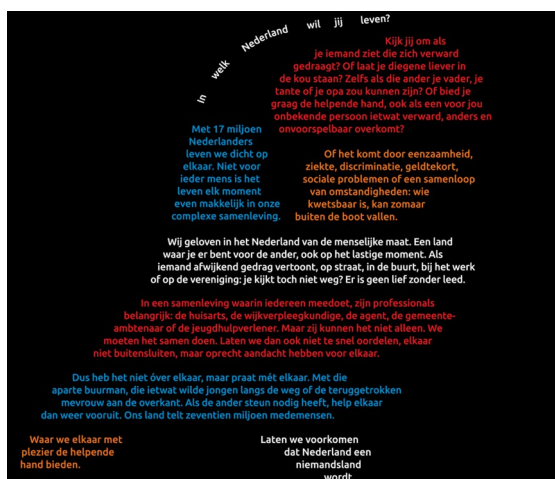 In welk Nederland wil jij leven?
Kijk jij om als
je iemand ziet die zich verward
gedraagt? Of laat je diegene liever in
de kou staan? Zelfs als die ander je vader, je
tante of je opa zou kunnen zijn? Of bied je
graag de helpende hand, ook als een voor jou
onbekende persoon ietwat verward, anders en
onvoorspelbaar overkomt?
Met 17 miljoen
Nederlanders
leven we dicht op
elkaar. Niet voor
ieder mens is het
leven elk moment
even makkelijk in onze
complexe samenleving.
Of het komt door eenzaamheid,
ziekte, discriminatie, geldtekort,
sociale problemen of een samenloop
van omstandigheden: wie
kwetsbaar is, kan zomaar
buiten de boot vallen.
Wij geloven in het Nederland van de menselijke maat. Een land
waar je er bent voor de ander, ook op het lastige moment. Als
iemand afwijkend gedrag vertoont, op straat, in de buurt, bij het werk
of op de vereniging: je kijkt toch niet weg? Er is geen lief zonder leed.
In een samenleving waarin iedereen meedoet, zijn professionals
belangrijk: de huisarts, de wijkverpleegkundige, de agent, de gemeente-
ambtenaar of de jeugdhulpverlener. Maar zij kunnen het niet alleen. We
moeten het samen doen. Laten we dan ook niet te snel oordelen, elkaar
niet buitensluiten, maar oprecht aandacht hebben voor elkaar.
Dus heb het niet óver elkaar, maar praat mét elkaar. Met die
aparte buurman, die ietwat wilde jongen langs de weg of de teruggetrokken
mevrouw aan de overkant. Als de ander steun nodig heeft, help elkaar
dan weer vooruit. Ons land telt zeventien miljoen medemensen.
Waar we elkaar met
plezier de helpende
hand bieden.
Laten we voorkomen
dat Nederland een
niemandsland
wordt